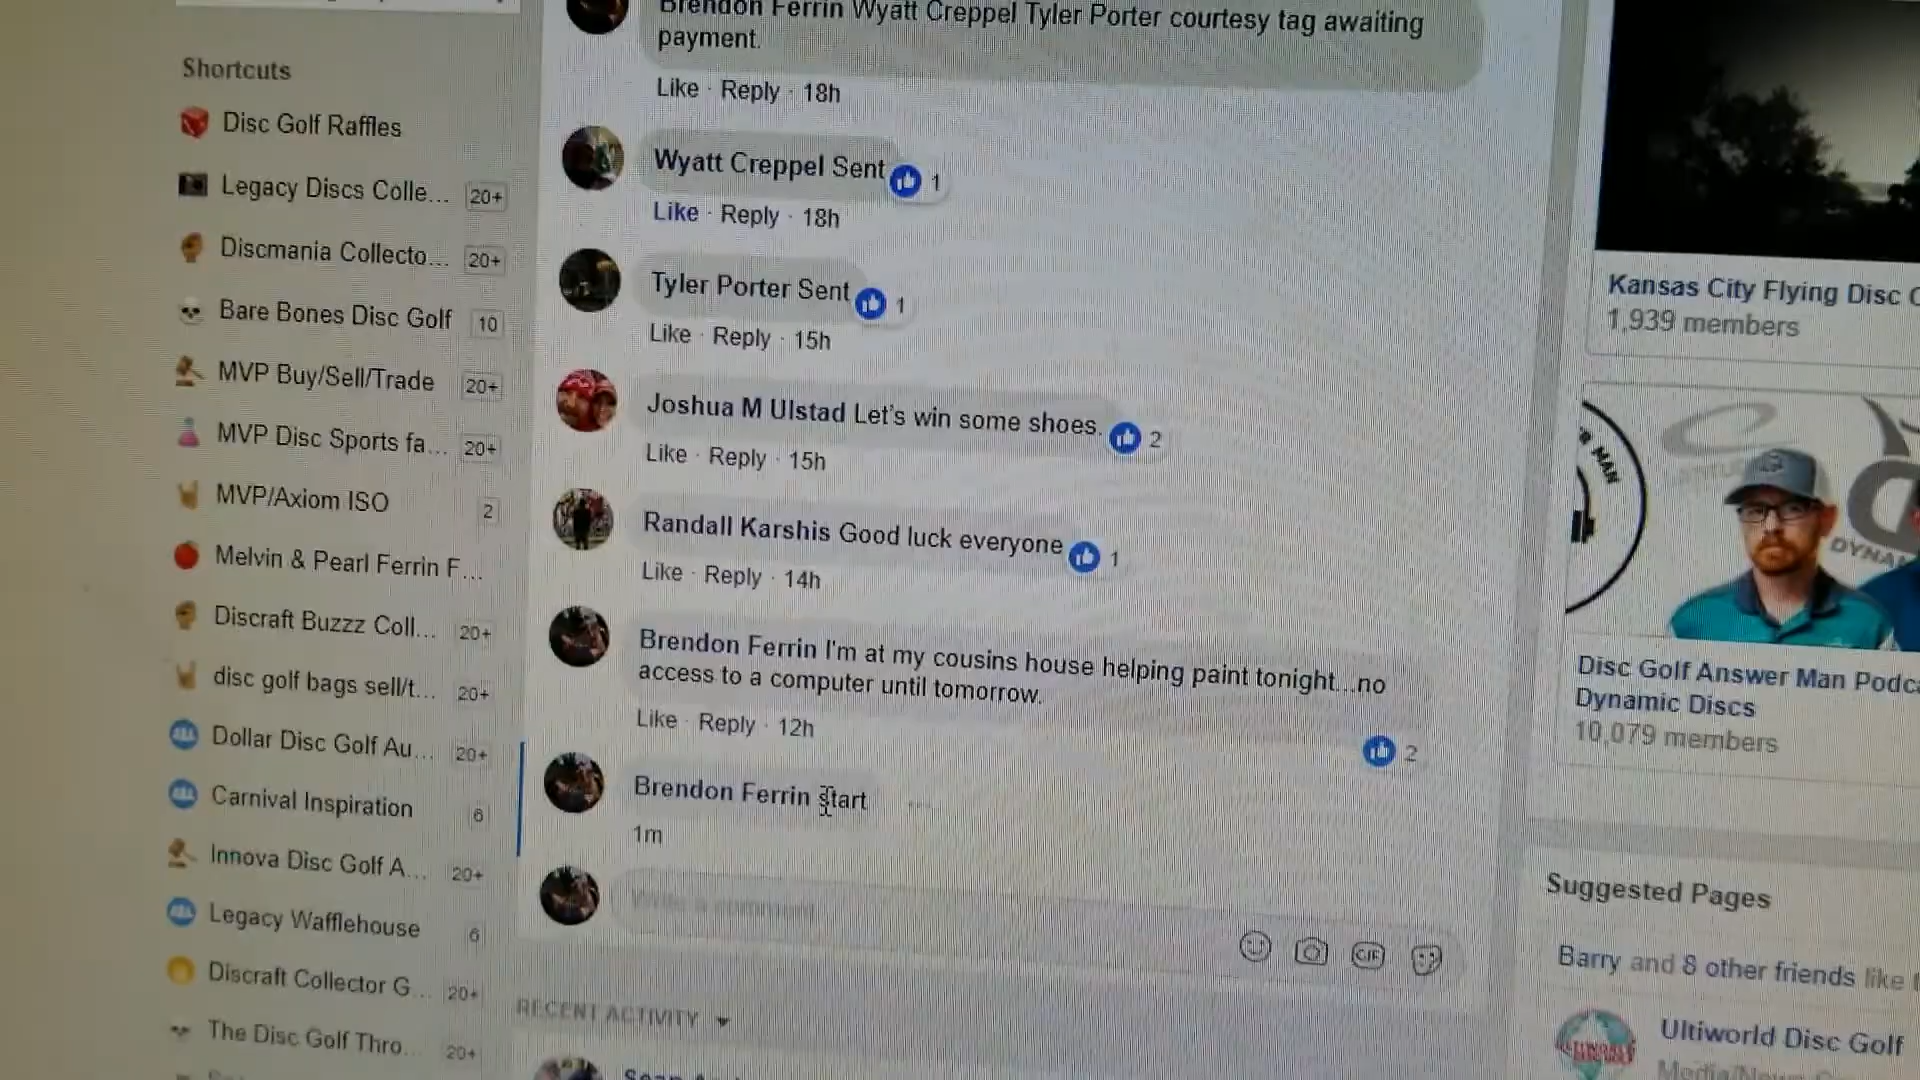 Shortcuts
Disc Golf Raffles
Legacy Discs Colle... 20+
Discmania Collecto... 20+
Bare Bones Disc Golf 10
MVP Buy/Sell/Trade 20+
MVP Disc Sports fa... 20+
MVP/Axiom ISO 2
Melvin & Pearl Ferrin F...
Discraft Buzzz Coll... 20+
disc golf bags sell/t... 20+
Dollar Disc Golf Au... 20+
Carnival Inspiration 6
Innova Disc Golf A... 20+
Legacy Wafflehouse 6
Discraft Collector G... 20+
The Disc Golf Thro... 20+
Brendon Ferrin Wyatt Creppel Tyler Porter courtesy tag awaiting
payment.
Like · Reply · 18h
Wyatt Creppel Sent 1
Like · Reply · 18h
Tyler Porter Sent 1
Like · Reply · 15h
Joshua M Ulstad Let's win some shoes. 2
Like · Reply · 15h
Randall Karshis Good luck everyone 1
Like · Reply · 14h
Brendon Ferrin I'm at my cousins house helping paint tonight...no
access to a computer until tomorrow.
Like · Reply · 12h
2
Brendon Ferrin Start
1m
Write a comment...
GIF
RECENT ACTIVITY
Kansas City Flying Disc
1,939 members
MAN
Disc Golf Answer Man Podc
Dynamic Discs
10,079 members
Suggested Pages
Barry and 8 other friends like
Ultiworld Disc Golf